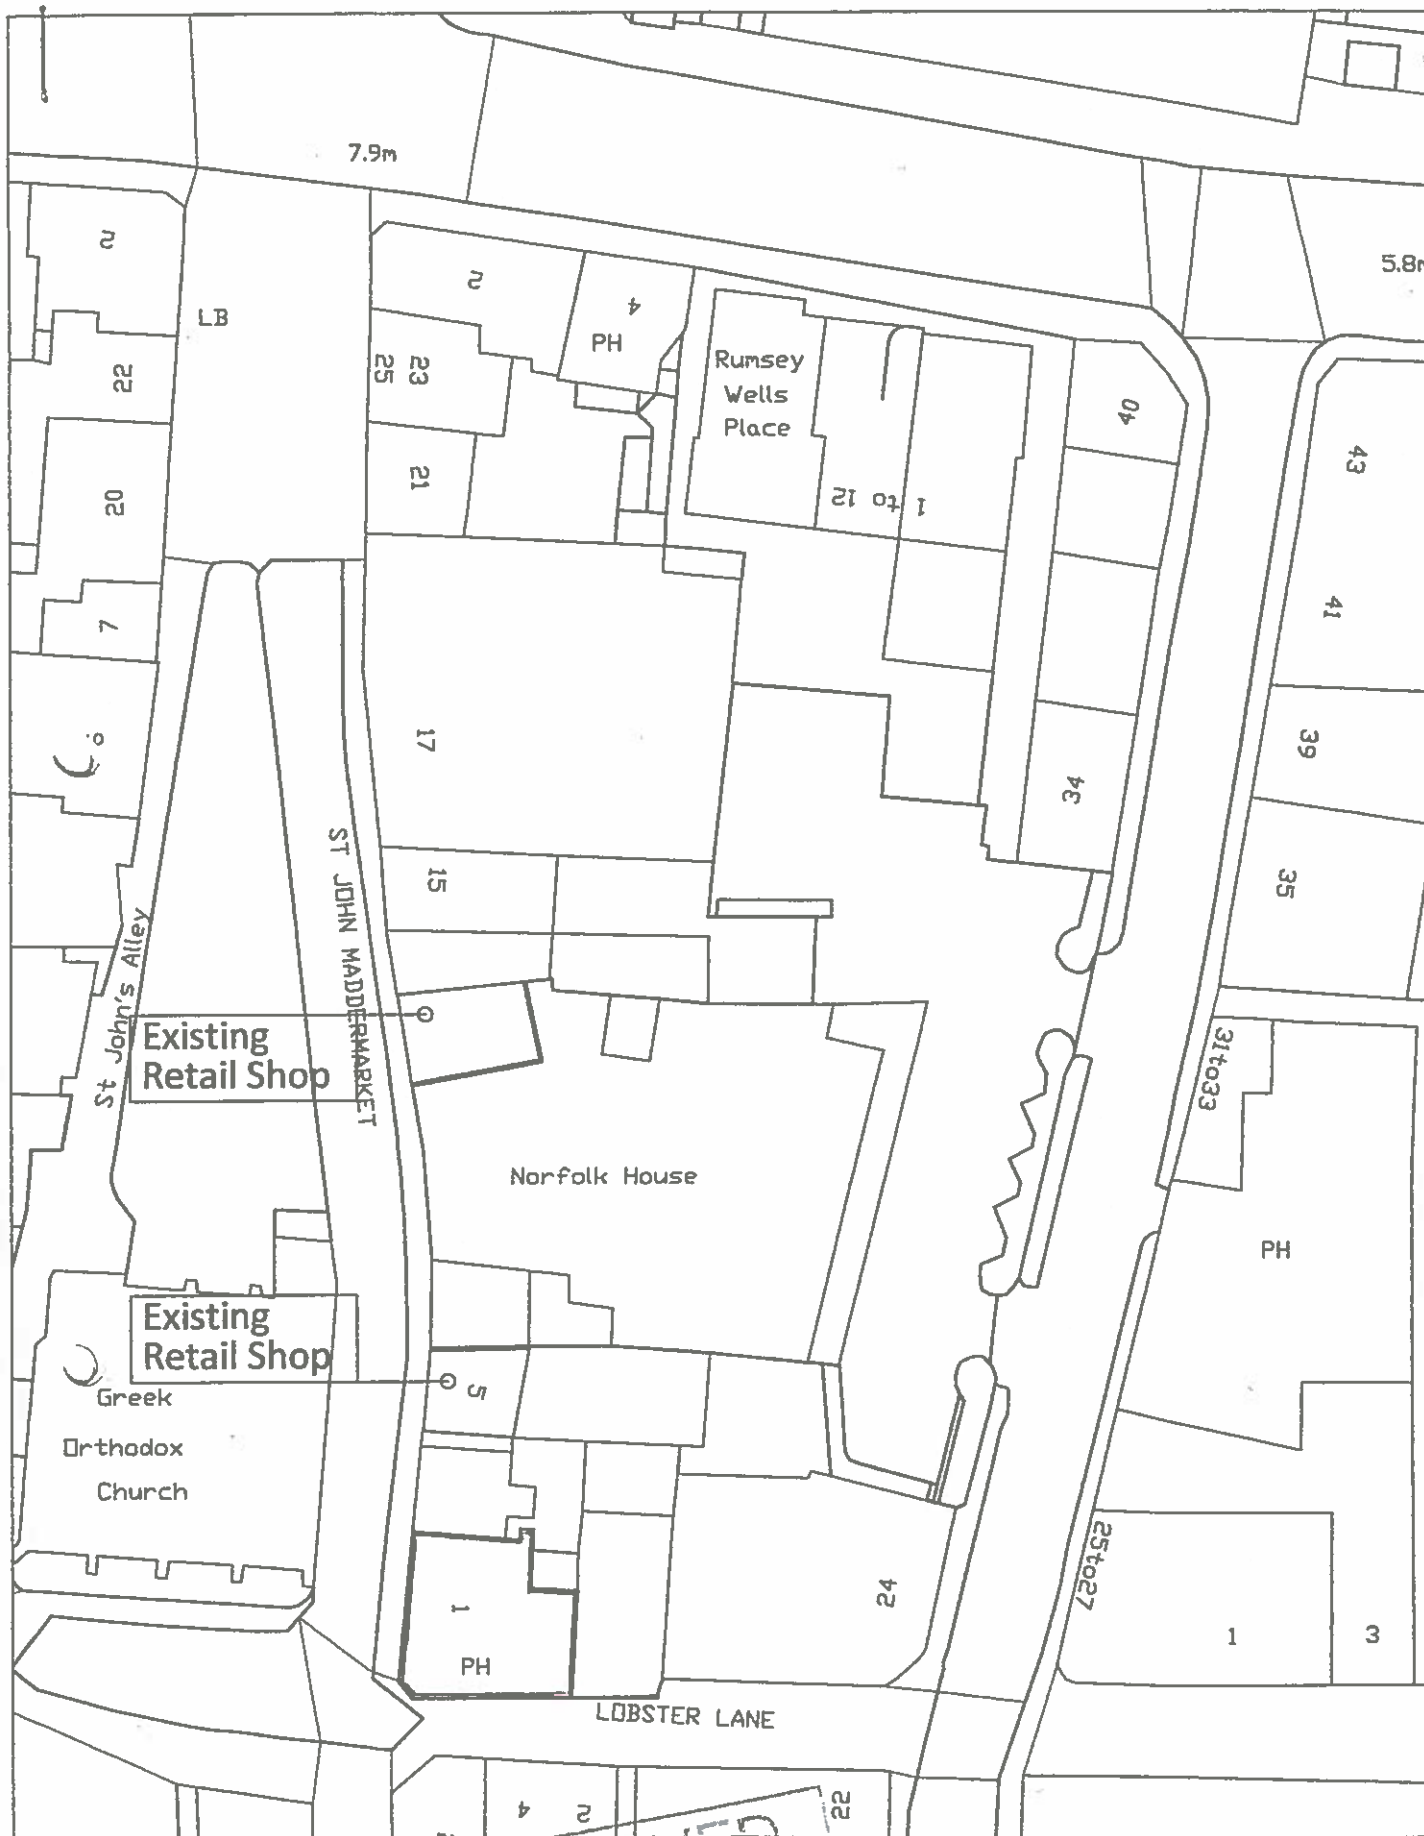 7.9m
5.8m
2
LB
2
4
PH
22
23
25
Rumsey
Wells
Place
40
43
21
20
1 to 12
41
7
17
39
34
15
35
St John's Alley
ST JOHN MADDERMARKET
Existing
Retail Shop
31to33
Norfolk House
PH
Existing
Retail Shop
5
Greek
Orthodox
Church
25to27
24
1
PH
1
3
LOBSTER LANE
4
2
22